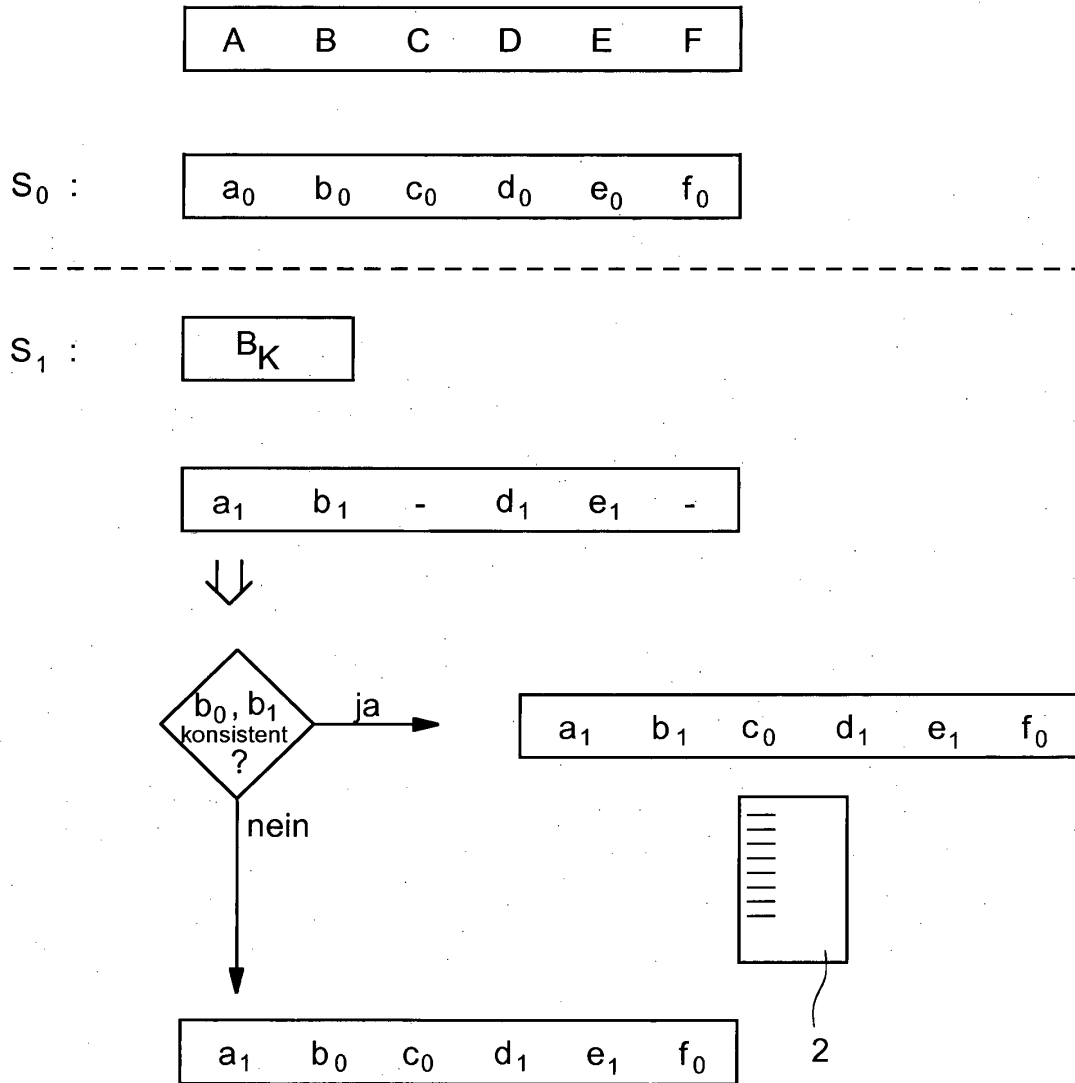 A B C D E F
S₀ :
a₀ b₀ c₀ d₀ e₀ f₀
S₁ :
B_K
a₁ b₁ - d₁ e₁ -
b₀, b₁
konsistent
?
ja
a₁ b₁ c₀ d₁ e₁ f₀
nein
2
a₁ b₀ c₀ d₁ e₁ f₀